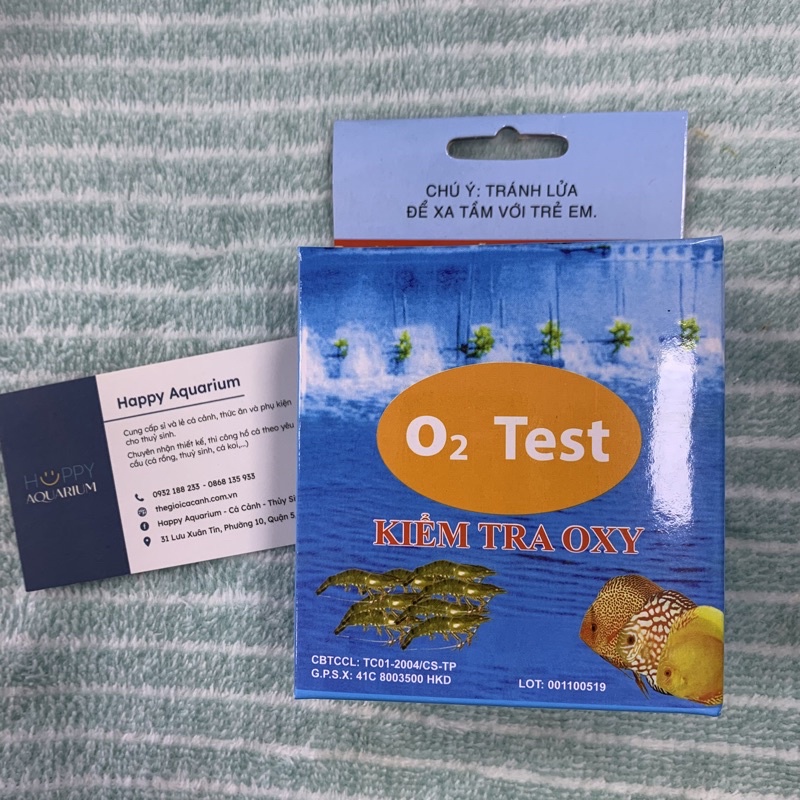 CHÚ Ý: TRÁNH LỬA
ĐỂ XA TẦM VỚI TRẺ EM.
O₂ Test
KIỂM TRA OXY
CBTCCL: TC01-2004/CS-TP
G.P.S.X: 41C 8003500 HKD
LOT: 001100519
HAPPY
AQUARIUM
Happy Aquarium
Cung cấp sỉ và lẻ cá cảnh, thức ăn và phụ kiện
cho thuỷ sinh.
Chuyên nhận thiết kế, thi công hồ cá theo yêu
cầu (cá rồng, thuỷ sinh, cá koi,...)
0932 188 233 - 0868 135 933
thegioicacanh.com.vn
Happy Aquarium - Cá Cảnh - Thủy Si
31 Lưu Xuân Tín, Phường 10, Quận 5